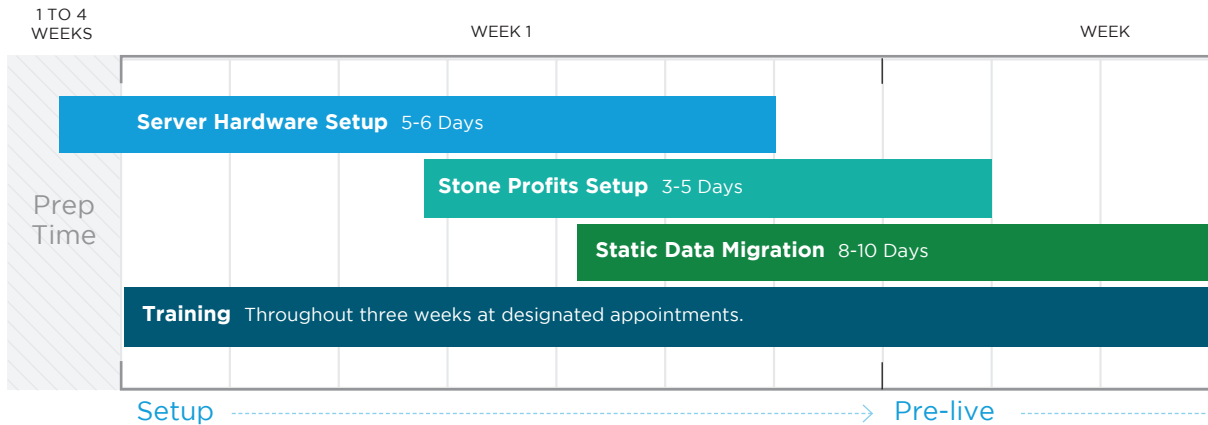 1 TO 4
WEEKS
WEEK 1
WEEK
Server Hardware Setup 5-6 Days
Stone Profits Setup 3-5 Days
Prep
Time
Static Data Migration 8-10 Days
Training Throughout three weeks at designated appointments.
Setup
Pre-live